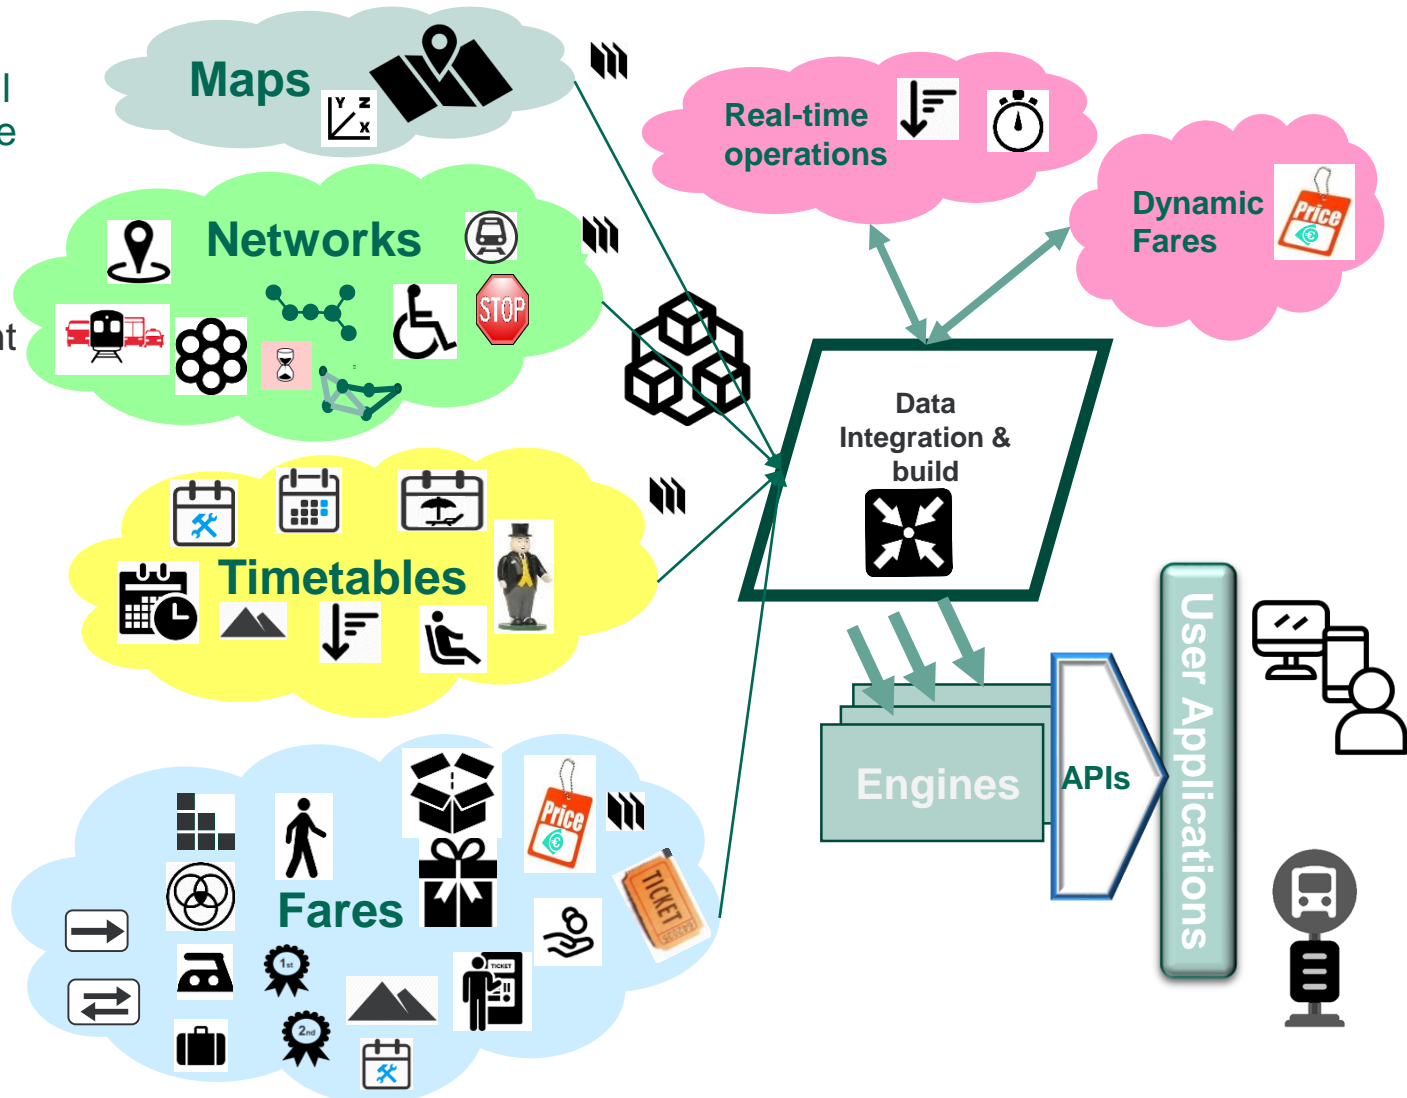 l
e
nt
Maps
Y Z
X
Real-time
operations
Dynamic
Fares
Price
€
Networks
STOP
Data
Integration &
build
Timetables
User Applications
Engines
APIs
Price
€
TICKET
Fares
TICKET
1st
2nd